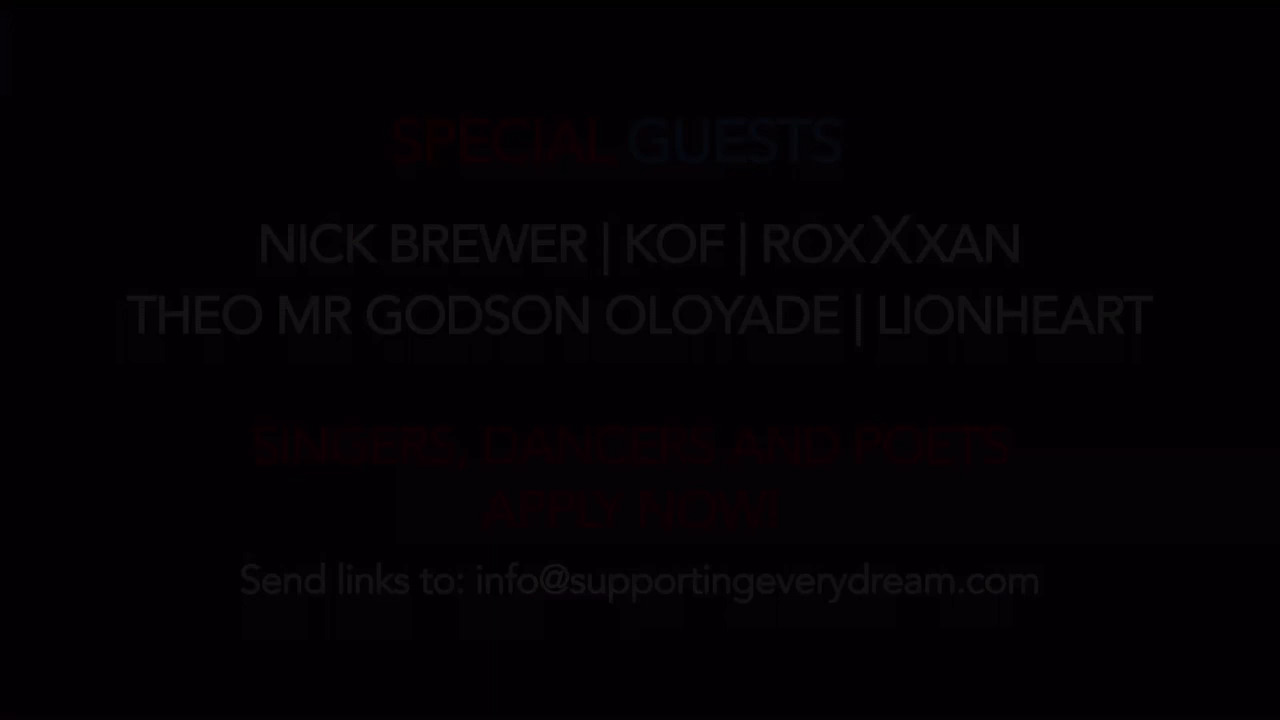 SPECIAL GUESTS
NICK BREWER | KOF | ROXXXAN
THEO MR GODSON OLOYADE | LIONHEART
SINGERS, DANCERS AND POETS
APPLY NOW!
Send links to: info@supportingeverydream.com